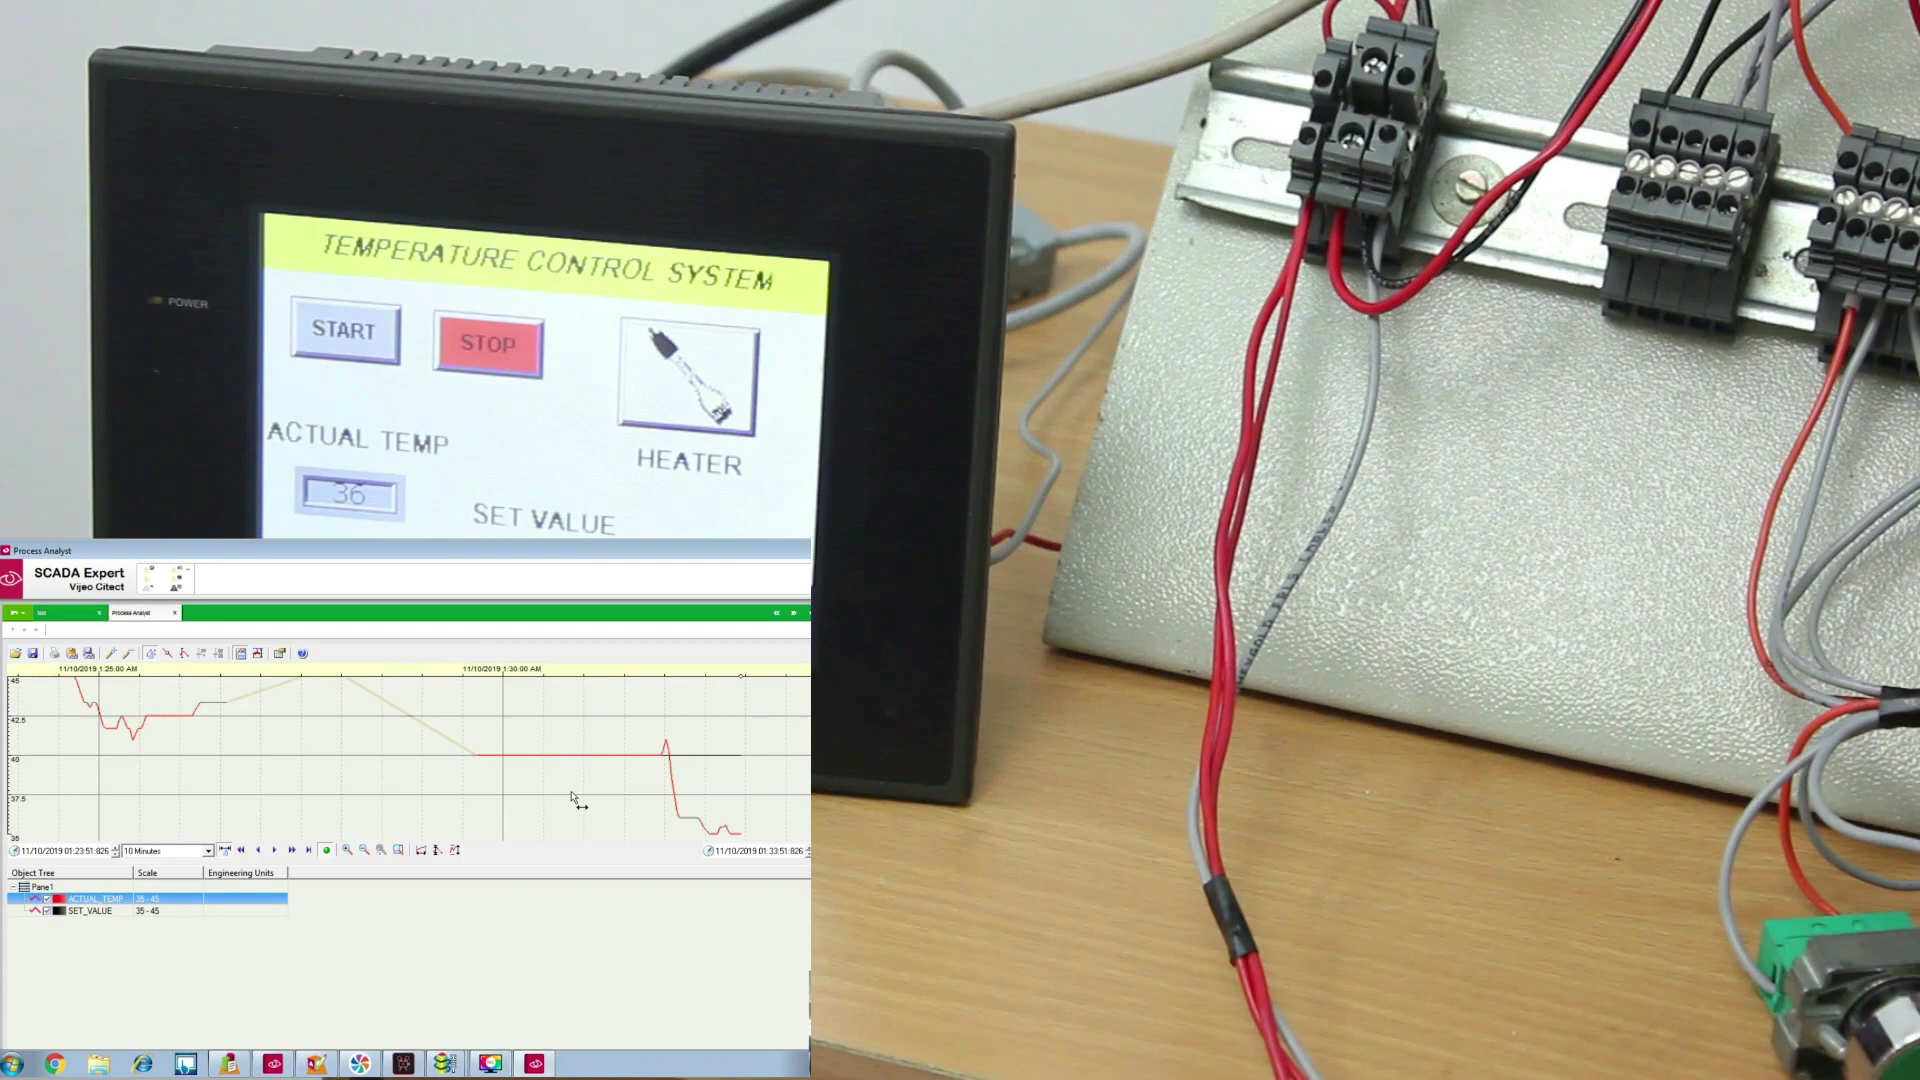 TEMPERATURE CONTROL SYSTEM
POWER
START
STOP
ACTUAL TEMP
HEATER
36
SET VALUE
Process Analyst
SCADA Expert
Vijeo Citect
test
Process Analyst
11/10/2019 1:25:00 AM
11/10/2019 1:30:00 AM
45
42.5
40
37.5
35
11/10/2019 01:23:51:826
10 Minutes
11/10/2019 01:33:51:826
Object Tree
Scale
Engineering Units
Pane1
ACTUAL_TEMP
35 - 45
SET_VALUE
35 - 45